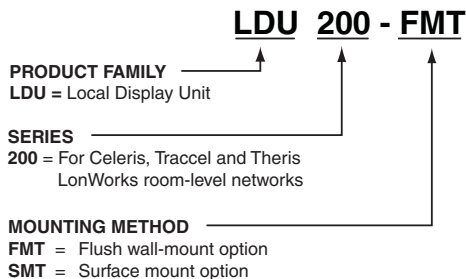 LDU 200 - FMT
PRODUCT FAMILY
LDU = Local Display Unit
SERIES
200 = For Celeris, Traccel and Theris
LonWorks room-level networks
MOUNTING METHOD
FMT = Flush wall-mount option
SMT = Surface mount option